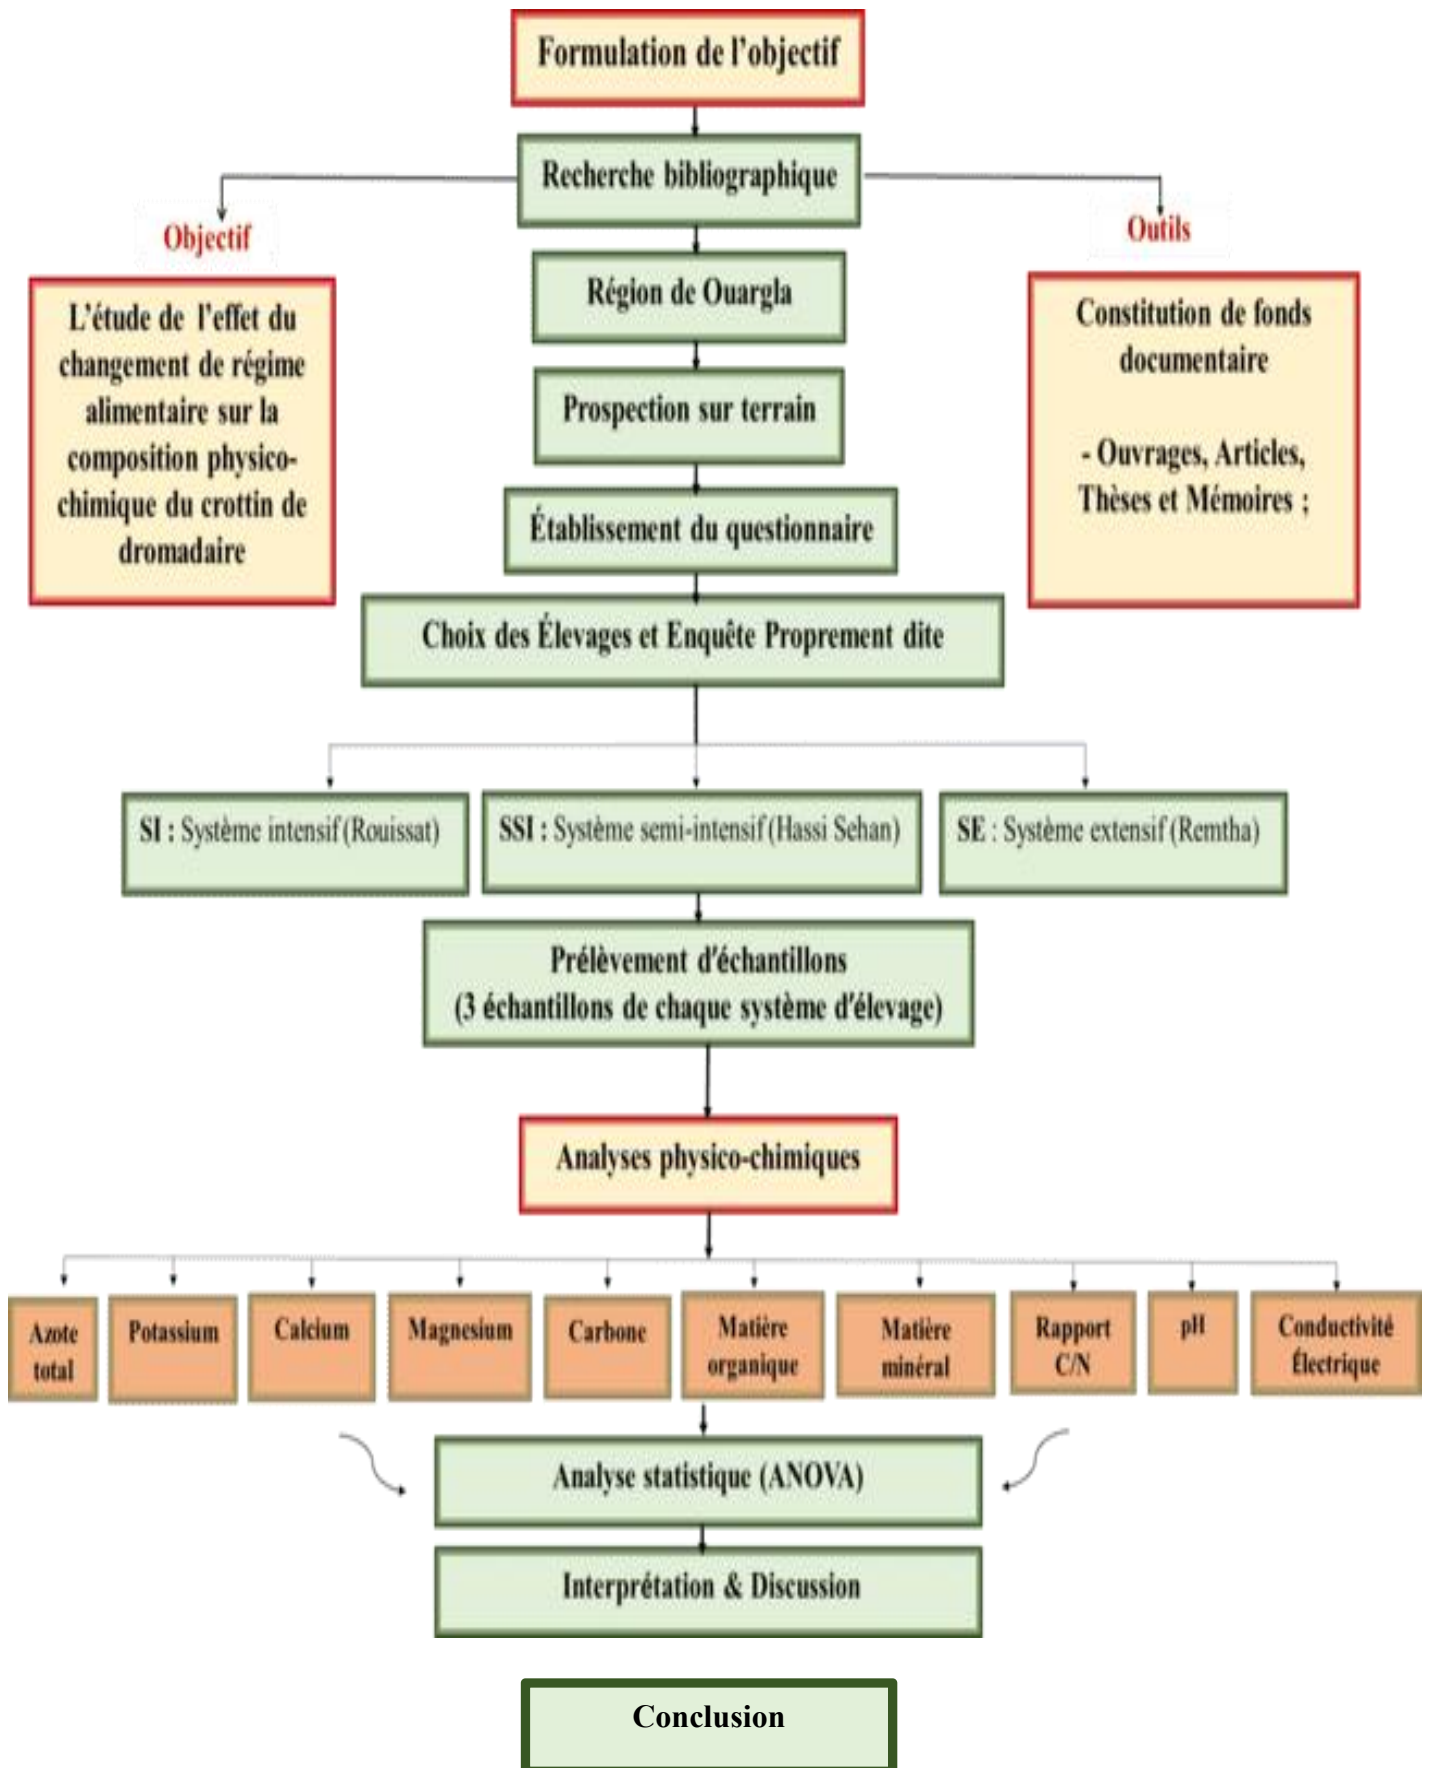 Formulation de l’objectif
Recherche bibliographique
Objectif
Outils
L’étude de l’effet du
changement de régime
alimentaire sur la
composition physico-
chimique du crottin de
dromadaire
Région de Ouargla
Constitution de fonds
documentaire
- Ouvrages, Articles,
Thèses et Mémoires ;
Prospection sur terrain
Établissement du questionnaire
Choix des Élevages et Enquête Proprement dite
SI : Système intensif (Rouissat)
SSI : Système semi-intensif (Hassi Sehan)
SE : Système extensif (Remtha)
Prélèvement d’échantillons
(3 échantillons de chaque système d’élevage)
Analyses physico-chimiques
Azote
total
Potassium
Calcium
Magnesium
Carbone
Matière
organique
Matière
minéral
Rapport
C/N
pH
Conductivité
Électrique
Analyse statistique (ANOVA)
Interprétation & Discussion
Conclusion